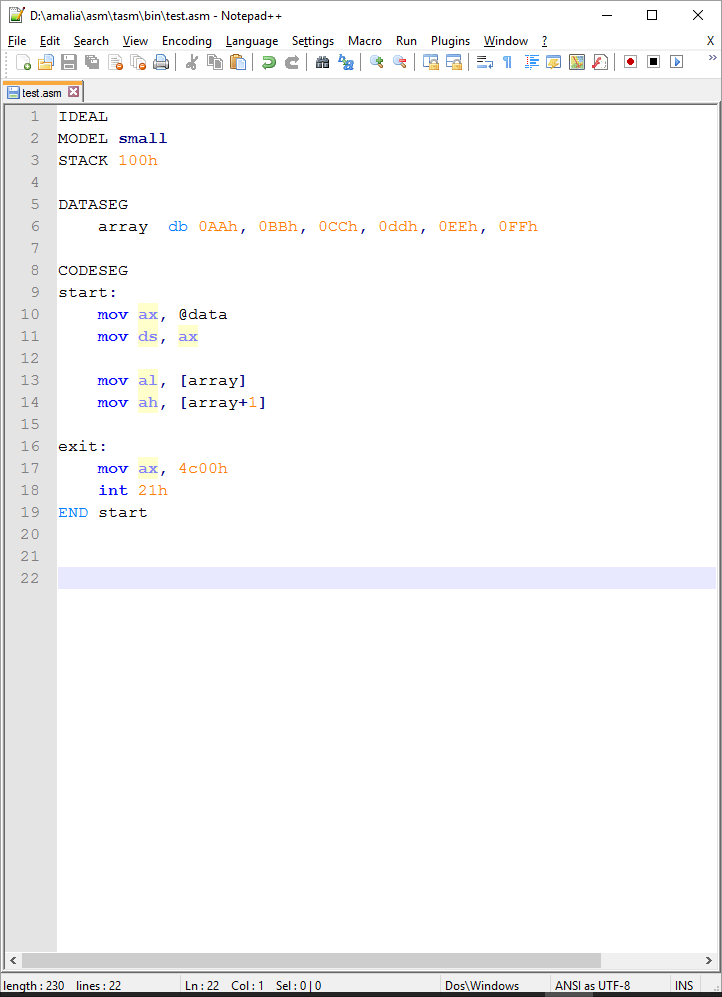 D:\amalia\asm\tasm\bin\test.asm - Notepad++
File Edit Search View Encoding Language Settings Macro Run Plugins Window ? X
test.asm
1 IDEAL
2 MODEL small
3 STACK 100h
4
5 DATASEG
6 array db 0AAh, 0BBh, 0CCh, 0ddh, 0EEh, 0FFh
7
8 CODESEG
9 start:
10 mov ax, @data
11 mov ds, ax
12
13 mov al, [array]
14 mov ah, [array+1]
15
16 exit:
17 mov ax, 4c00h
18 int 21h
19 END start
20
21
22
length : 230 lines : 22 Ln : 22 Col : 1 Sel : 0 | 0 Dos\Windows ANSI as UTF-8 INS